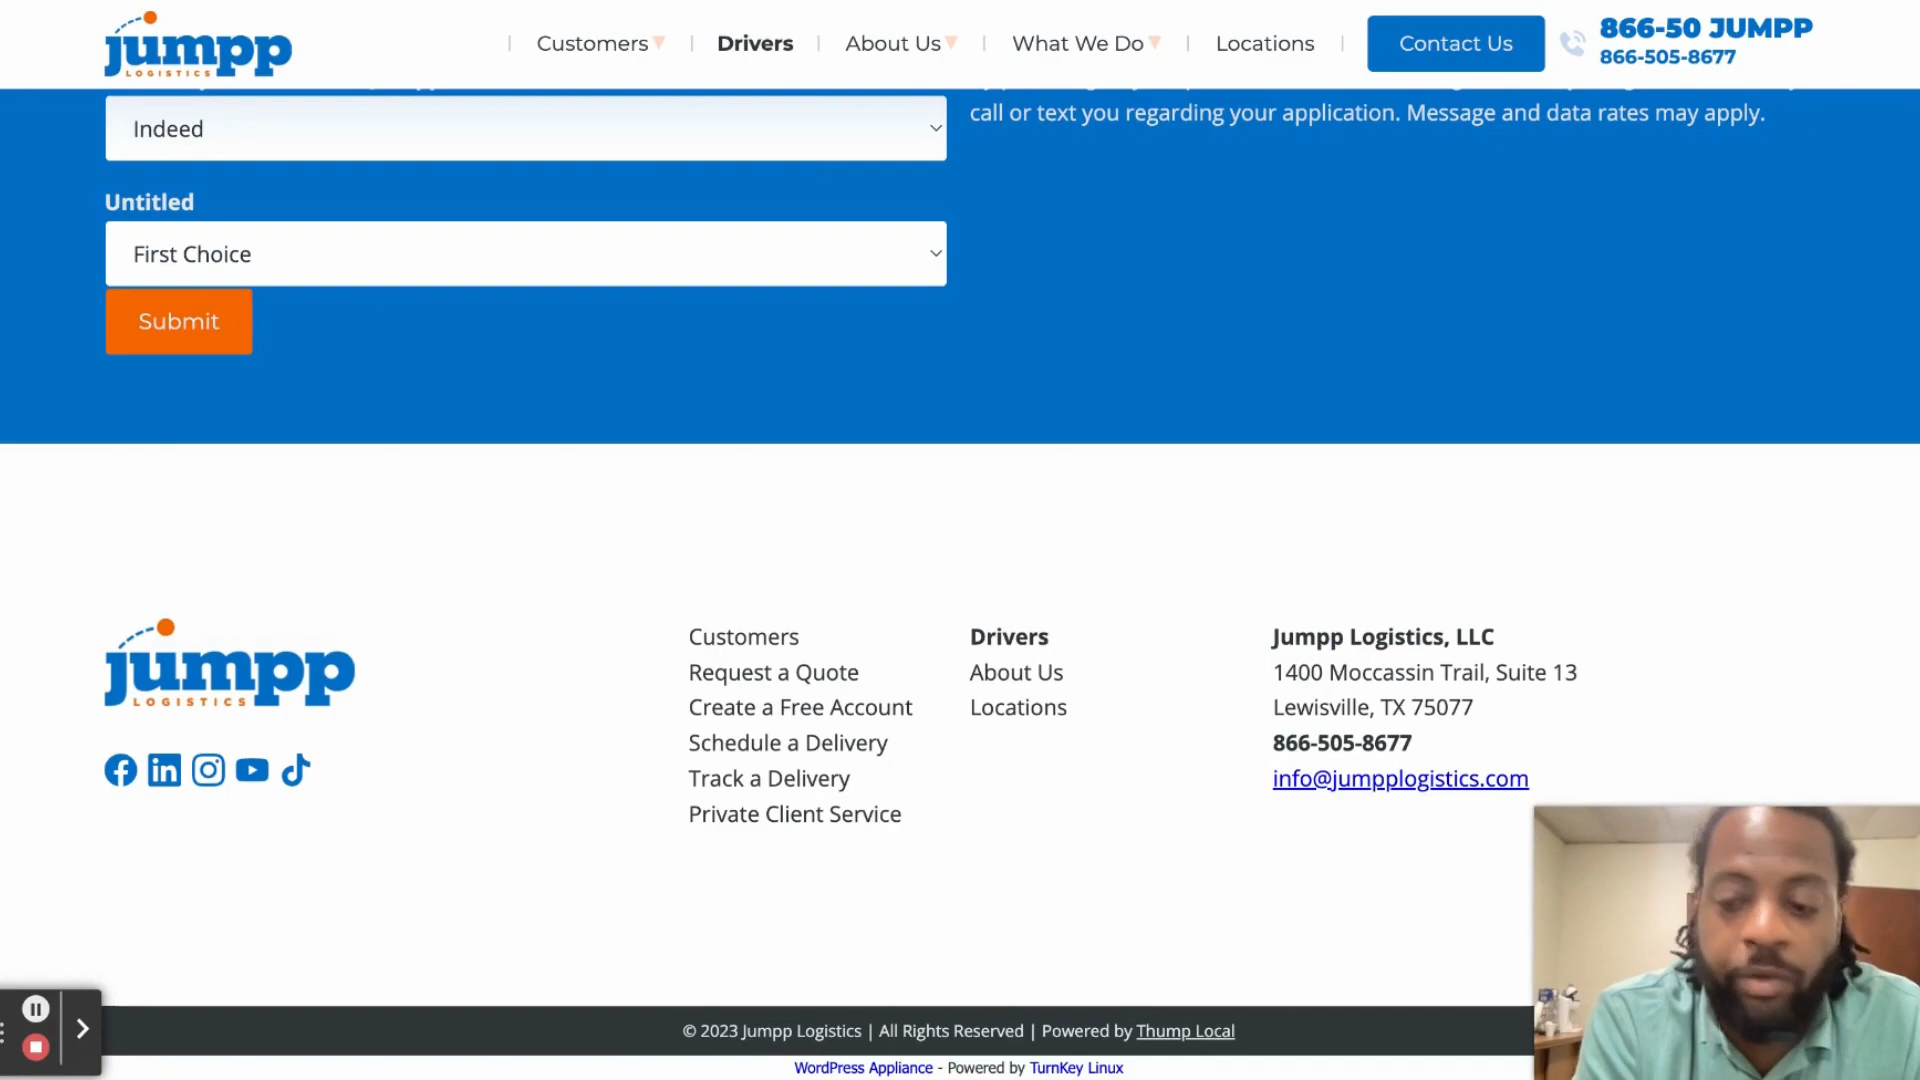 jumpp
LOGISTICS
Customers
Drivers
About Us
What We Do
Locations
Contact Us
866-50 JUMPP
866-505-8677
call or text you regarding your application. Message and data rates may apply.
Indeed
Untitled
First Choice
Submit
jumpp
LOGISTICS
Customers
Request a Quote
Create a Free Account
Schedule a Delivery
Track a Delivery
Private Client Service
Drivers
About Us
Locations
Jumpp Logistics, LLC
1400 Moccassin Trail, Suite 13
Lewisville, TX 75077
866-505-8677
info@jumpplogistics.com
© 2023 Jumpp Logistics | All Rights Reserved | Powered by Thump Local
WordPress Appliance - Powered by TurnKey Linux